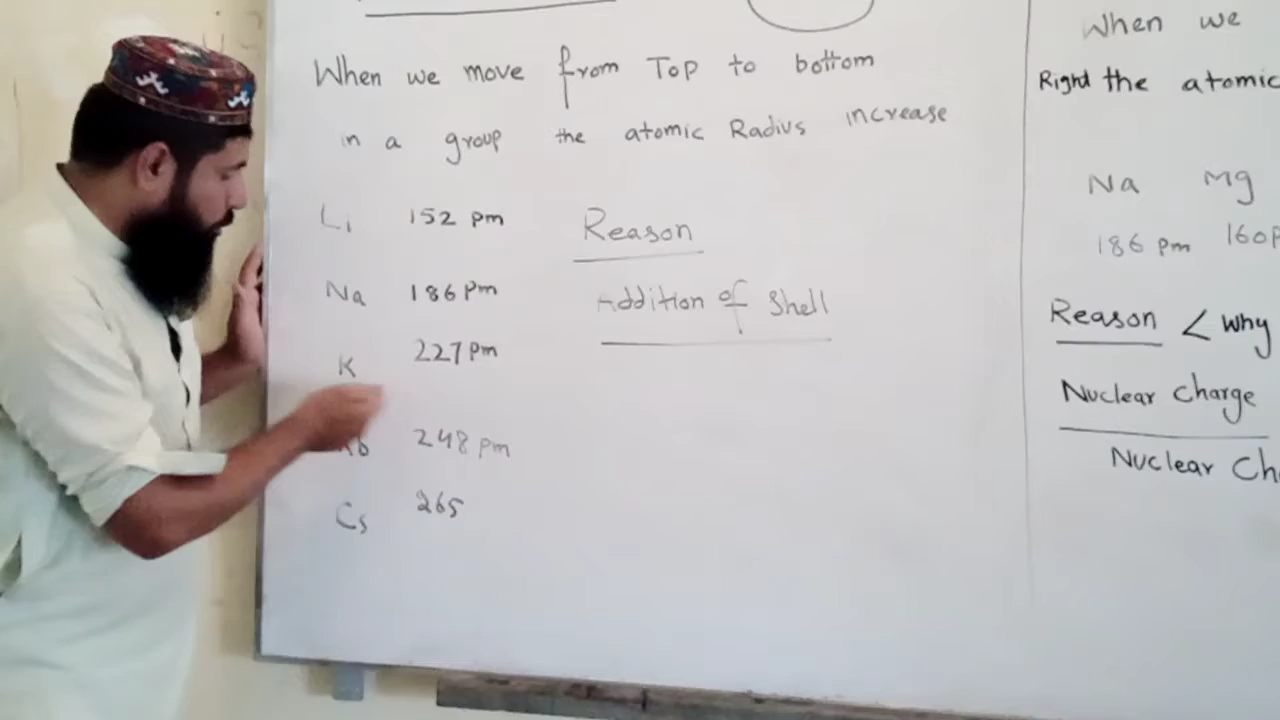 When we move from Top to bottom
in a group the atomic Radius increase
Li 152 pm
Na 186 pm
K 227 pm
Rb 248 pm
Cs 265
Reason
Addition of Shell
When we
Right the atomic
Na Mg
186 pm 160p
Reason < Why
Nuclear Charge
Nuclear Cha